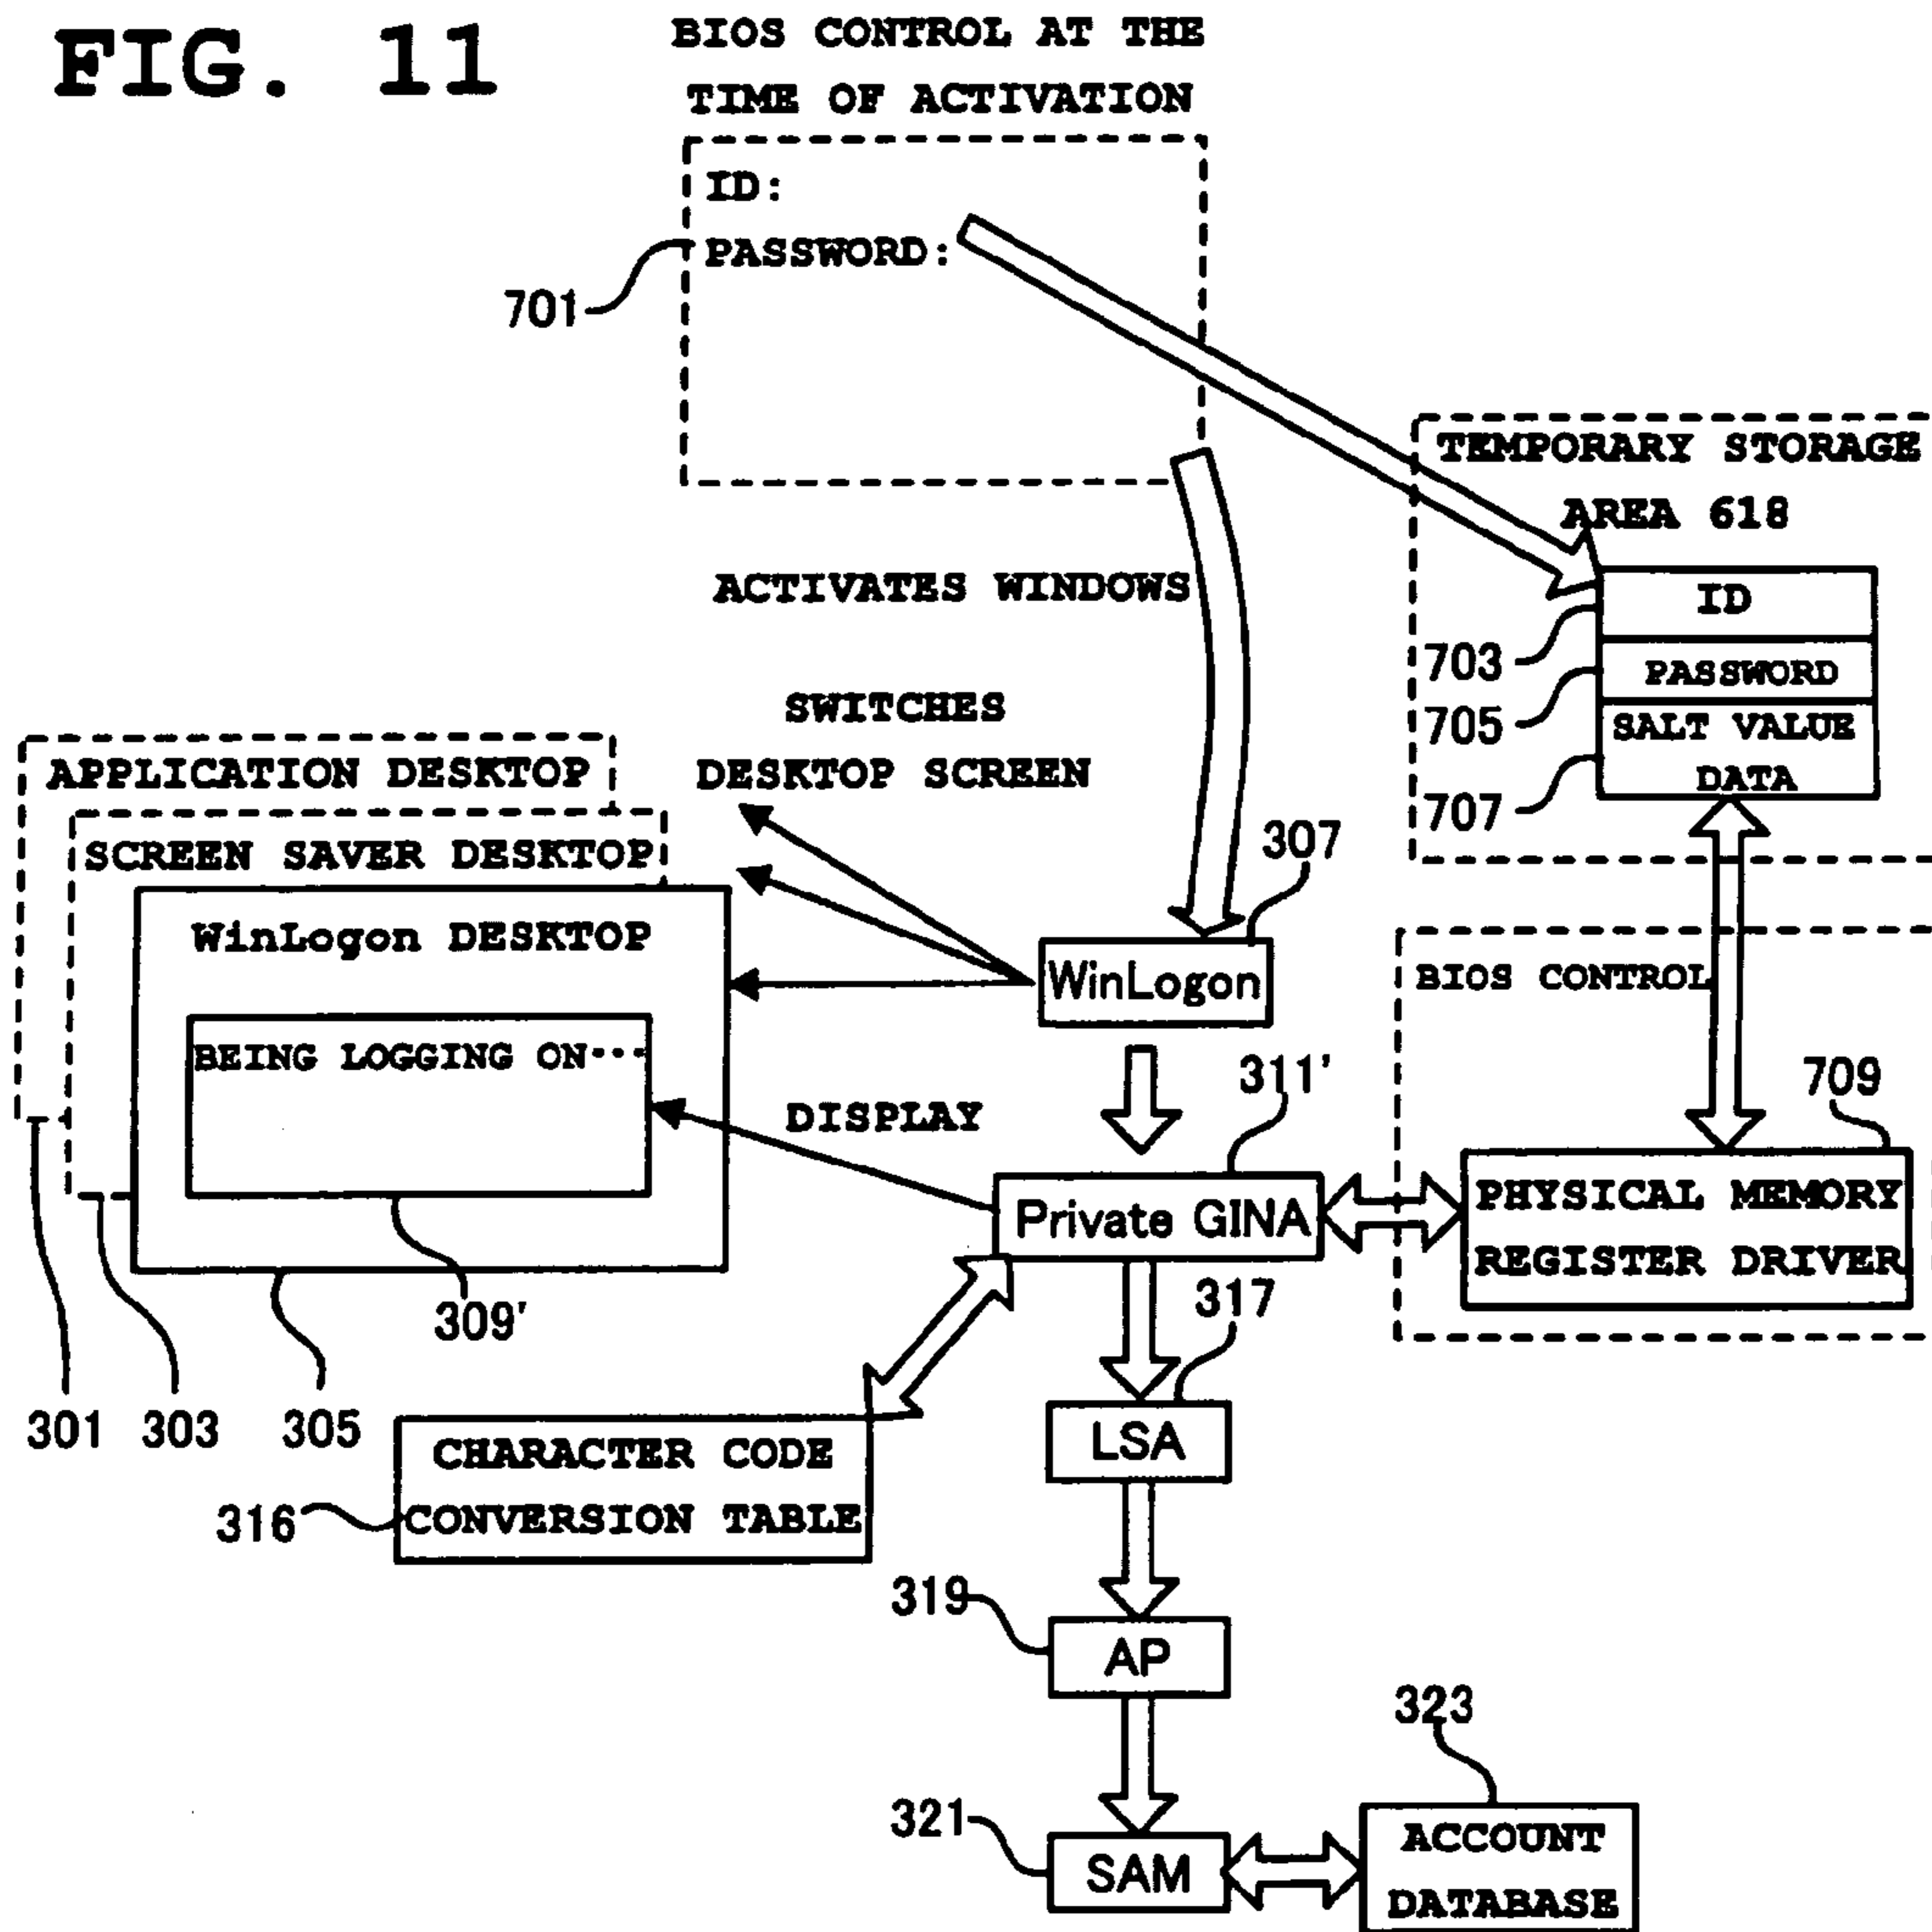 FIG. 11
BIOS CONTROL AT THE
TIME OF ACTIVATION
ID:
PASSWORD:
701
TEMPORARY STORAGE
AREA 618
ID
703
PASSWORD
705
SALT VALUE
DATA
707
ACTIVATES WINDOWS
SWITCHES
DESKTOP SCREEN
APPLICATION DESKTOP
SCREEN SAVER DESKTOP
WinLogon DESKTOP
BEING LOGGING ON···
307
WinLogon
BIOS CONTROL
311'
709
DISPLAY
Private GINA
PHYSICAL MEMORY
REGISTER DRIVER
309'
317
301
303
305
LSA
CHARACTER CODE
CONVERSION TABLE
316
319
AP
323
321
SAM
ACCOUNT
DATABASE